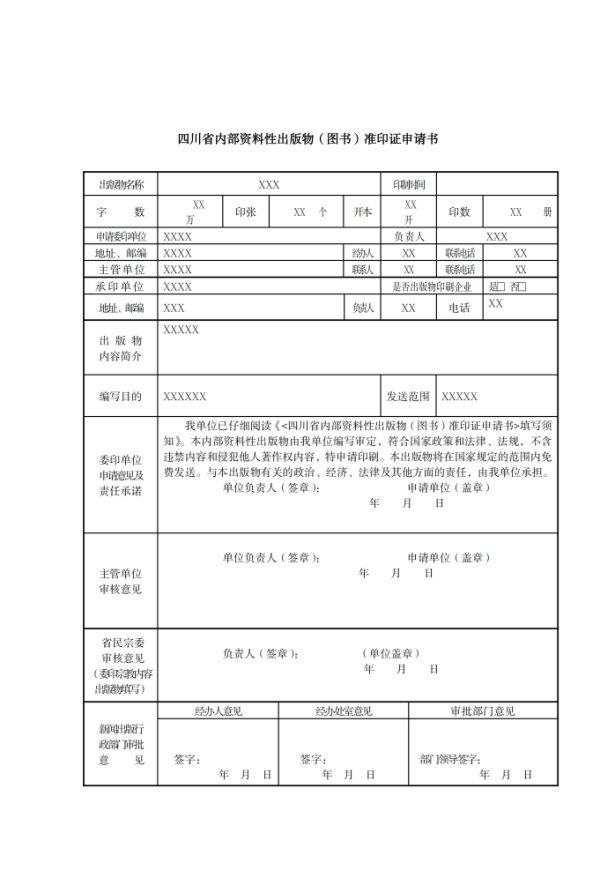 四川省内部资料性出版物（图书）准印证申请书
出版物名称 XXX 印制时间
字 数 XX 万 印张 XX 个 开本 XX 开 印数 XX 册
申请委印单位 XXXX 负责人 XXX
地址、邮编 XXXX 经办人 XX 联系电话 XX
主管单位 XXXX 联系人 XX 联系电话 XX
承印单位 XXXX 是否出版物印刷企业 是□ 否□
地址、邮编 XXX 负责人 XX 电话 XX
出 版 物
内容简介
XXXXX
编写目的 XXXXXX 发送范围 XXXXX
委印单位
申请意见及
责任承诺
我单位已仔细阅读《<四川省内部资料性出版物（图书）准印证申请书>填写须
知》。本内部资料性出版物由我单位编写审定，符合国家政策和法律、法规，不含
违禁内容和侵犯他人著作权内容，特申请印刷。本出版物将在国家规定的范围内免
费发送。与本出版物有关的政治、经济、法律及其他方面的责任，由我单位承担。
单位负责人（签章）： 申请单位（盖章）
年 月 日
主管单位
审核意见
单位负责人（签章）： 申请单位（盖章）
年 月 日
省民宗委
审核意见
（委印宗教内容
出版物填写）
负责人（签章）： （单位盖章）
年 月 日
新闻出版行
政部门审批
意 见
经办人意见 经办处室意见 审批部门意见
签字： 签字： 部门领导签字：
年 月 日 年 月 日 年 月 日